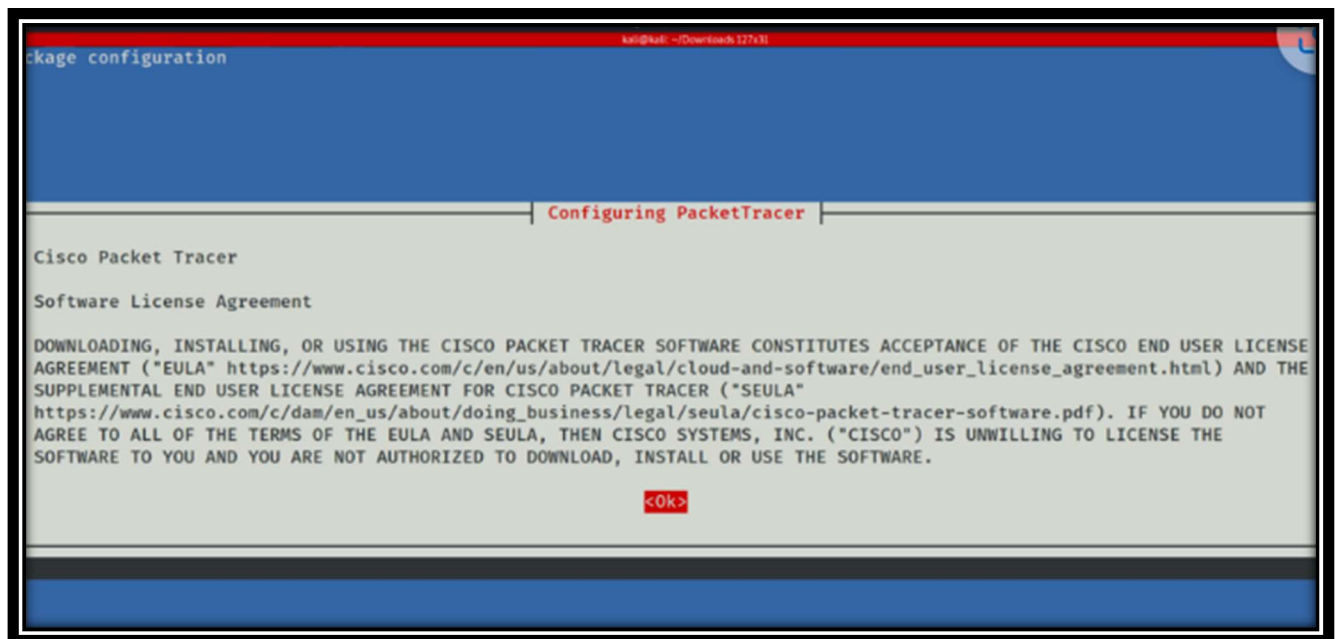 kali@kali: ~/Downloads 127x31
ckage configuration
Configuring PacketTracer
Cisco Packet Tracer
Software License Agreement
DOWNLOADING, INSTALLING, OR USING THE CISCO PACKET TRACER SOFTWARE CONSTITUTES ACCEPTANCE OF THE CISCO END USER LICENSE
AGREEMENT ("EULA" https://www.cisco.com/c/en/us/about/legal/cloud-and-software/end_user_license_agreement.html) AND THE
SUPPLEMENTAL END USER LICENSE AGREEMENT FOR CISCO PACKET TRACER ("SEULA"
https://www.cisco.com/c/dam/en_us/about/doing_business/legal/seula/cisco-packet-tracer-software.pdf). IF YOU DO NOT
AGREE TO ALL OF THE TERMS OF THE EULA AND SEULA, THEN CISCO SYSTEMS, INC. ("CISCO") IS UNWILLING TO LICENSE THE
SOFTWARE TO YOU AND YOU ARE NOT AUTHORIZED TO DOWNLOAD, INSTALL OR USE THE SOFTWARE.
<Ok>